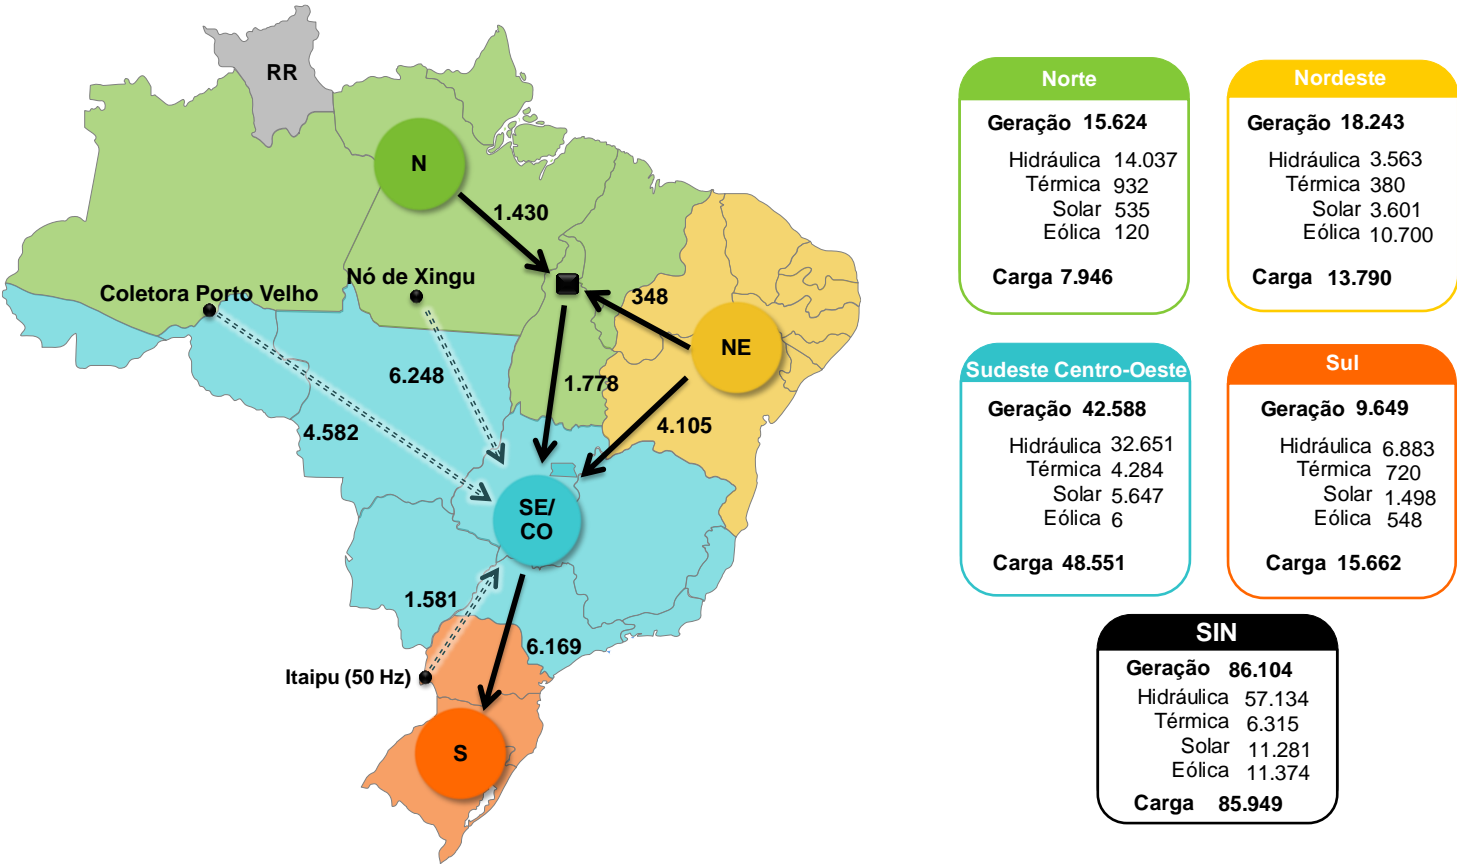 RR
N
1.430
Nó de Xingu
Coletora Porto Velho
348
NE
6.248
1.778
4.105
4.582
SE/
CO
1.581
6.169
Itaipu (50 Hz)
S
Norte
Geração 15.624
Hidráulica 14.037
Térmica 932
Solar 535
Eólica 120
Carga 7.946
Nordeste
Geração 18.243
Hidráulica 3.563
Térmica 380
Solar 3.601
Eólica 10.700
Carga 13.790
Sudeste Centro-Oeste
Geração 42.588
Hidráulica 32.651
Térmica 4.284
Solar 5.647
Eólica 6
Carga 48.551
Sul
Geração 9.649
Hidráulica 6.883
Térmica 720
Solar 1.498
Eólica 548
Carga 15.662
SIN
Geração 86.104
Hidráulica 57.134
Térmica 6.315
Solar 11.281
Eólica 11.374
Carga 85.949